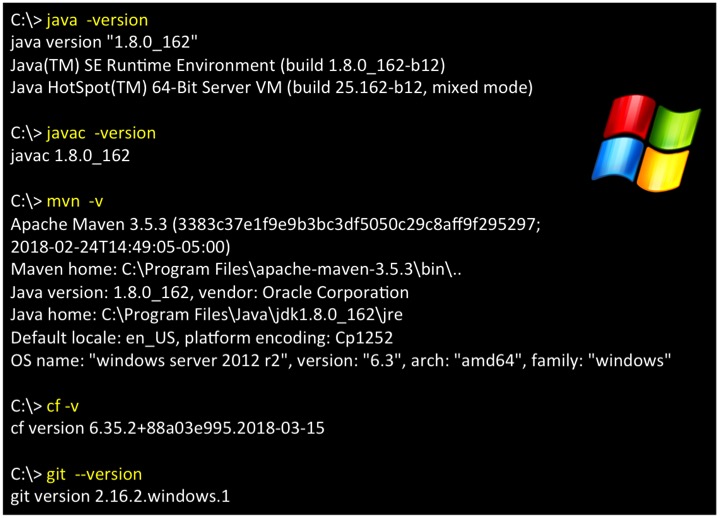 C:\> java -version
java version "1.8.0_162"
Java(TM) SE Runtime Environment (build 1.8.0_162-b12)
Java HotSpot(TM) 64-Bit Server VM (build 25.162-b12, mixed mode)
C:\> javac -version
javac 1.8.0_162
C:\> mvn -v
Apache Maven 3.5.3 (3383c37e1f9e9b3bc3df5050c29c8aff9f295297;
2018-02-24T14:49:05-05:00)
Maven home: C:\Program Files\apache-maven-3.5.3\bin\..
Java version: 1.8.0_162, vendor: Oracle Corporation
Java home: C:\Program Files\Java\jdk1.8.0_162\jre
Default locale: en_US, platform encoding: Cp1252
OS name: "windows server 2012 r2", version: "6.3", arch: "amd64", family: "windows"
C:\> cf -v
cf version 6.35.2+88a03e995.2018-03-15
C:\> git --version
git version 2.16.2.windows.1